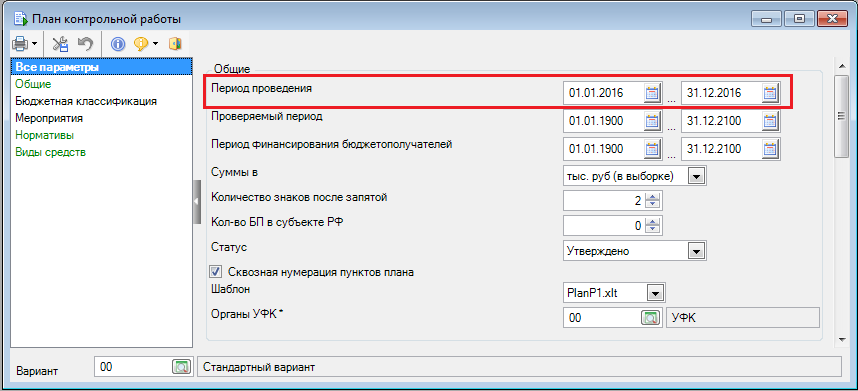 План контрольной работы
Все параметры
Общие
Бюджетная классификация
Мероприятия
Нормативы
Виды средств
Общие
Период проведения 01.01.2016 ... 31.12.2016
Проверяемый период 01.01.1900 ... 31.12.2100
Период финансирования бюджетополучателей 01.01.1900 ... 31.12.2100
Суммы в тыс. руб (в выборке)
Количество знаков после запятой 2
Кол-во БП в субъекте РФ 0
Статус Утверждено
Сквозная нумерация пунктов плана
Шаблон PlanP1.xlt
Органы УФК * 00 УФК
Вариант 00 Стандартный вариант